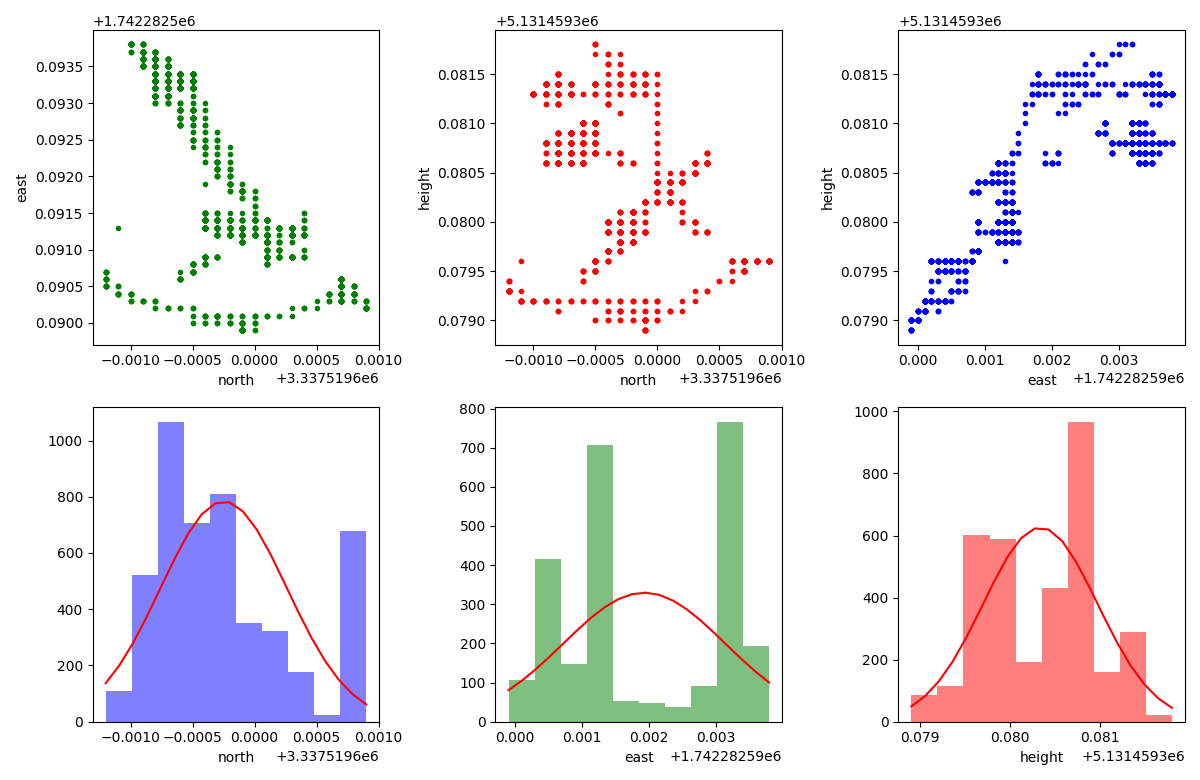 +1.7422825e6
0.0935
0.0930
0.0925
0.0920
0.0915
0.0910
0.0905
0.0900
east
−0.0010 −0.0005 0.0000 0.0005 0.0010
north +3.3375196e6
+5.1314593e6
0.0815
0.0810
0.0805
0.0800
0.0795
0.0790
height
−0.0010 −0.0005 0.0000 0.0005 0.0010
north +3.3375196e6
+5.1314593e6
0.0815
0.0810
0.0805
0.0800
0.0795
0.0790
height
0.000 0.001 0.002 0.003
east +1.74228259e6
1000
800
600
400
200
0
−0.0010 −0.0005 0.0000 0.0005 0.0010
north +3.3375196e6
800
700
600
500
400
300
200
100
0
0.000 0.001 0.002 0.003
east +1.74228259e6
1000
800
600
400
200
0
0.079 0.080 0.081
height +5.1314593e6